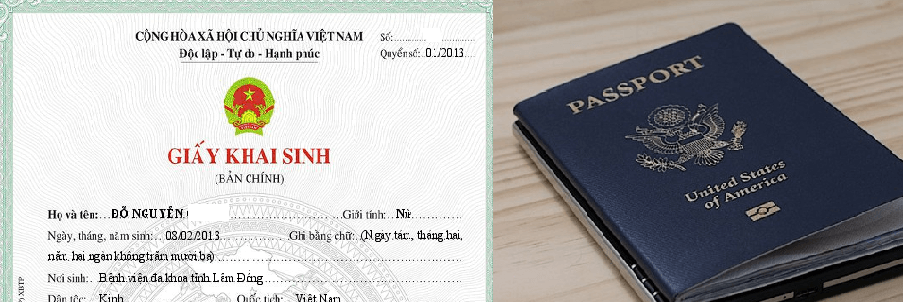 CỘNG HÒA XÃ HỘI CHỦ NGHĨA VIỆT NAM
Độc lập - Tự do - Hạnh phúc
Số:
Quyển số: 01/2013
GIẤY KHAI SINH
(BẢN CHÍNH)
Họ và tên: ĐỖ NGUYÊN Giới tính: Nữ
Ngày, tháng, năm sinh: 08/02/2013 Ghi bằng chữ: (Ngày tám, tháng hai,
năm hai ngàn không trăm mười ba)
Nơi sinh: Bệnh viện đa khoa tỉnh Lâm Đồng
Dân tộc: Kinh Quốc tịch: Việt Nam
PASSPORT
United States
of America